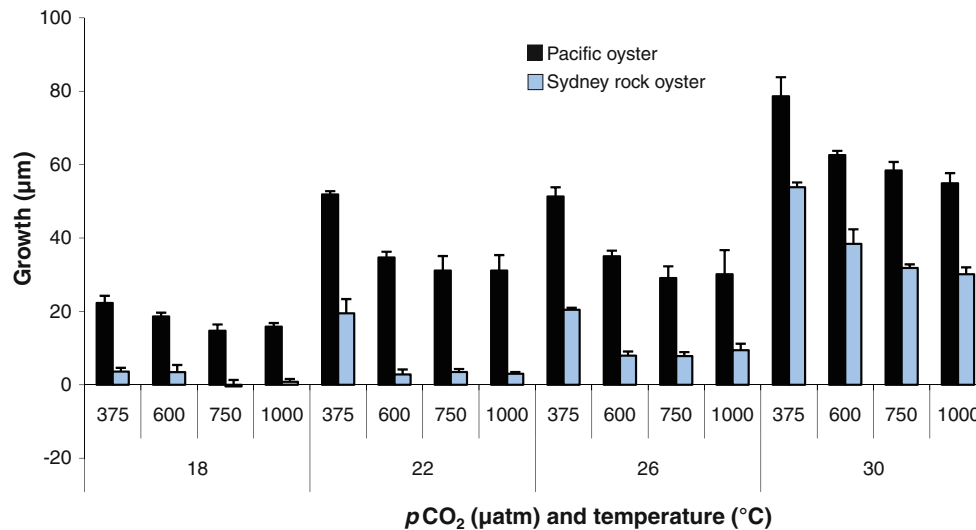 100
80
60
40
20
0
-20
Growth (µm)
Pacific oyster
Sydney rock oyster
375 600 750 1000 375 600 750 1000 375 600 750 1000 375 600 750 1000
18 22 26 30
pCO₂ (µatm) and temperature (°C)